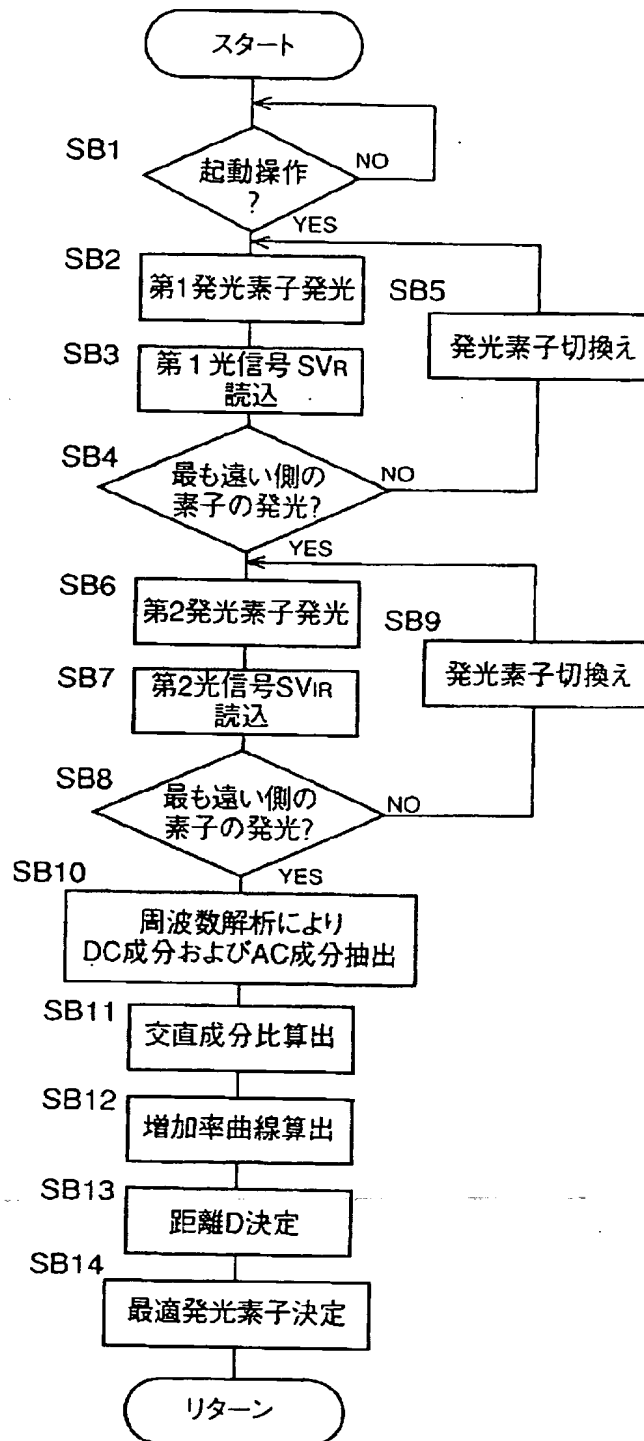 スタート
SB1
起動操作
?
NO
YES
SB2
第1発光素子発光
SB5
発光素子切換え
SB3
第1光信号 SVR
読込
SB4
最も遠い側の
素子の発光?
NO
YES
SB6
第2発光素子発光
SB9
発光素子切換え
SB7
第2光信号SVIR
読込
SB8
最も遠い側の
素子の発光?
NO
YES
SB10
周波数解析により
DC成分およびAC成分抽出
SB11
交直成分比算出
SB12
増加率曲線算出
SB13
距離D決定
SB14
最適発光素子決定
リターン